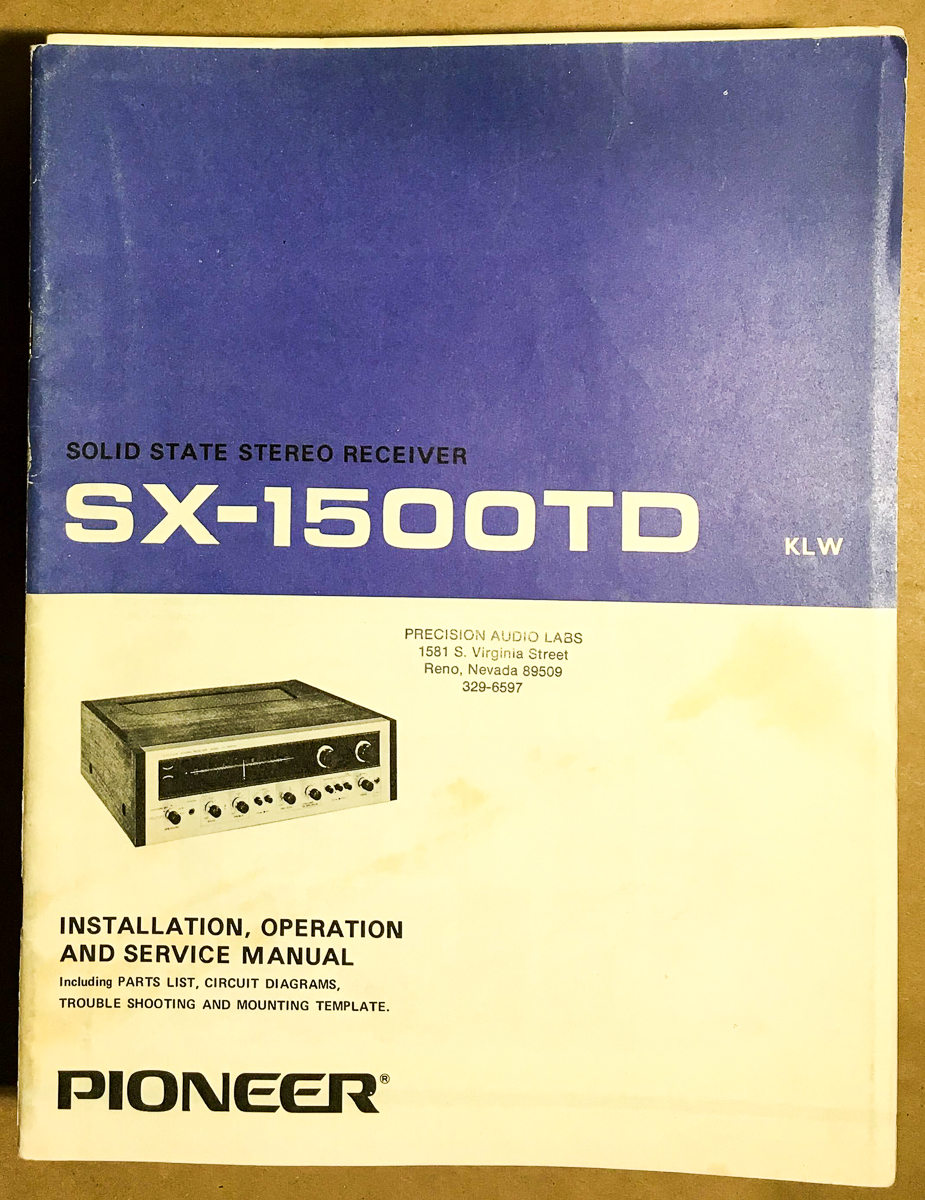 SOLID STATE STEREO RECEIVER
SX-1500TD
KLW
PRECISION AUDIO LABS
1581 S. Virginia Street
Reno, Nevada 89509
329-6597
INSTALLATION, OPERATION
AND SERVICE MANUAL
Including PARTS LIST, CIRCUIT DIAGRAMS,
TROUBLE SHOOTING AND MOUNTING TEMPLATE.
PIONEER®